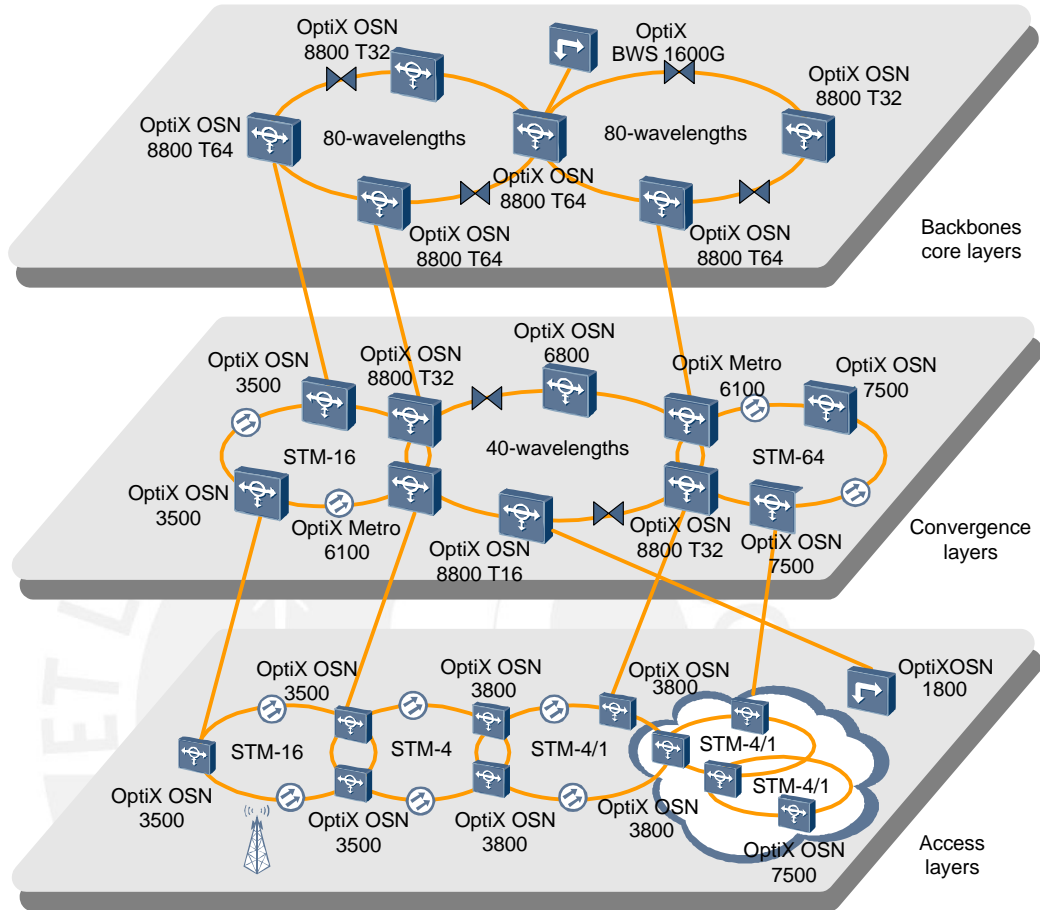 OptiX OSN
8800 T32
OptiX
BWS 1600G
OptiX OSN
8800 T32
OptiX OSN
8800 T64
80-wavelengths
80-wavelengths
OptiX OSN
8800 T64
OptiX OSN
8800 T64
OptiX OSN
8800 T64
Backbones
core layers
OptiX OSN
3500
OptiX OSN
8800 T32
OptiX OSN
6800
OptiX Metro
6100
OptiX OSN
7500
STM-16
40-wavelengths
STM-64
OptiX OSN
3500
OptiX Metro
6100
OptiX OSN
8800 T16
OptiX OSN
8800 T32
OptiX OSN
7500
Convergence
layers
OptiX OSN
3500
OptiX OSN
3800
OptiX OSN
3800
OptiXOSN
1800
STM-16
STM-4
STM-4/1
STM-4/1
STM-4/1
OptiX OSN
3500
OptiX OSN
3500
OptiX OSN
3800
OptiX OSN
3800
OptiX OSN
7500
Access
layers
ET L